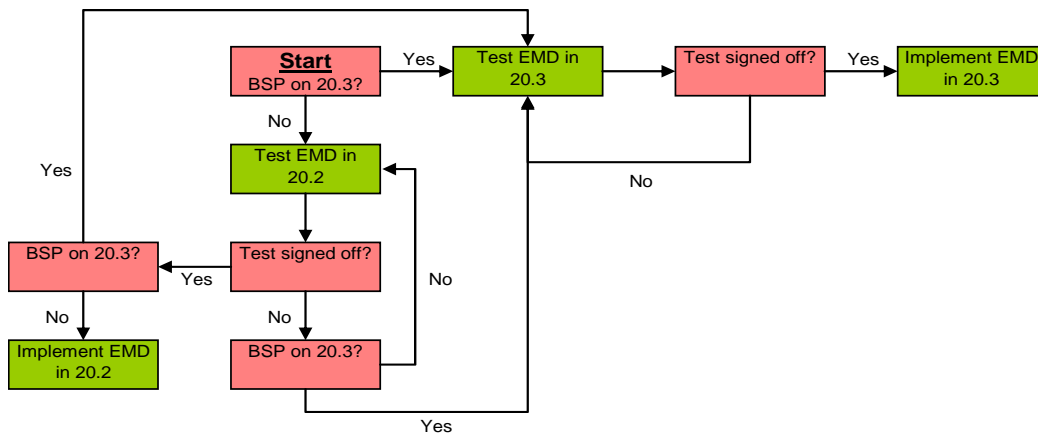 Start
BSP on 20.3?
Yes
Test EMD in
20.3
Test signed off?
Yes
Implement EMD
in 20.3
No
Test EMD in
20.2
No
Yes
BSP on 20.3?
Yes
Test signed off?
No
No
No
Implement EMD
in 20.2
BSP on 20.3?
Yes